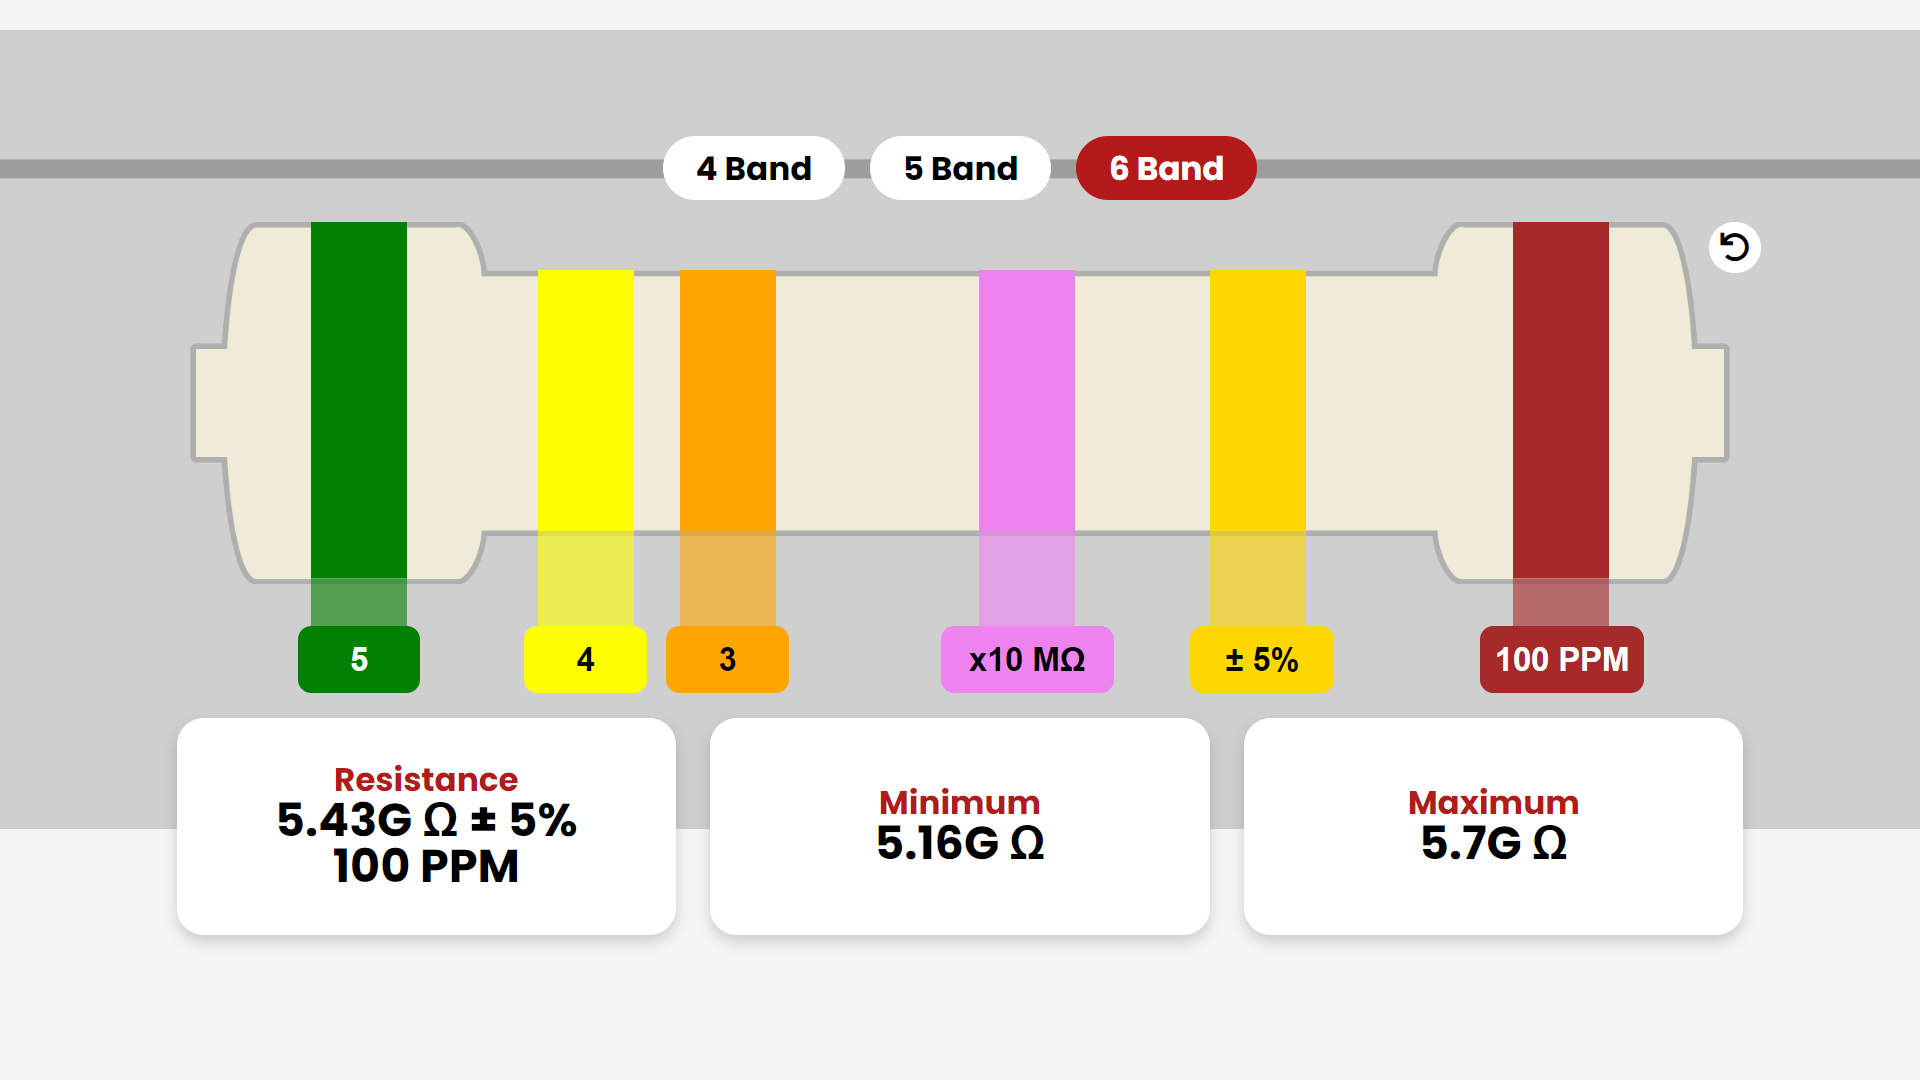 4 Band
5 Band
6 Band
5
4
3
x10 MΩ
± 5%
100 PPM
Resistance
5.43G Ω ± 5%
100 PPM
Minimum
5.16G Ω
Maximum
5.7G Ω